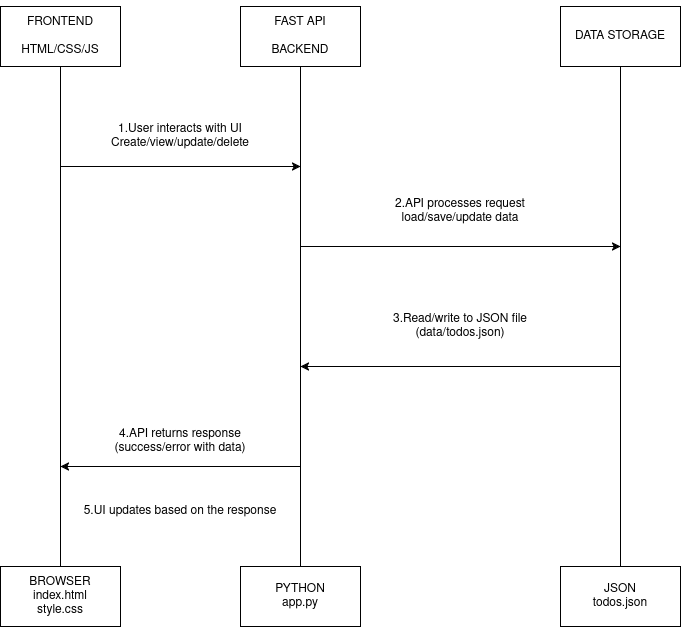 FRONTEND
HTML/CSS/JS
FAST API
BACKEND
DATA STORAGE
1.User interacts with UI
Create/view/update/delete
2.API processes request
load/save/update data
3.Read/write to JSON file
(data/todos.json)
4.API returns response
(success/error with data)
5.UI updates based on the response
BROWSER
index.html
style.css
PYTHON
app.py
JSON
todos.json